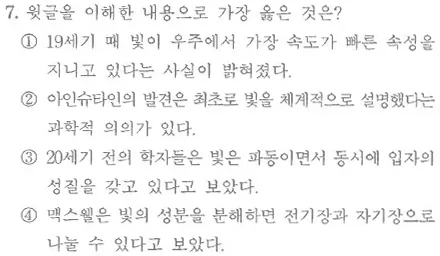 7. 윗글을 이해한 내용으로 가장 옳은 것은?
① 19세기 때 빛이 우주에서 가장 속도가 빠른 속성을
지니고 있다는 사실이 밝혀졌다.
② 아인슈타인의 발견은 최초로 빛을 체계적으로 설명했다는
과학적 의의가 있다.
③ 20세기 전의 학자들은 빛은 파동이면서 동시에 입자의
성질을 갖고 있다고 보았다.
④ 맥스웰은 빛의 성분을 분해하면 전기장과 자기장으로
나눌 수 있다고 보았다.